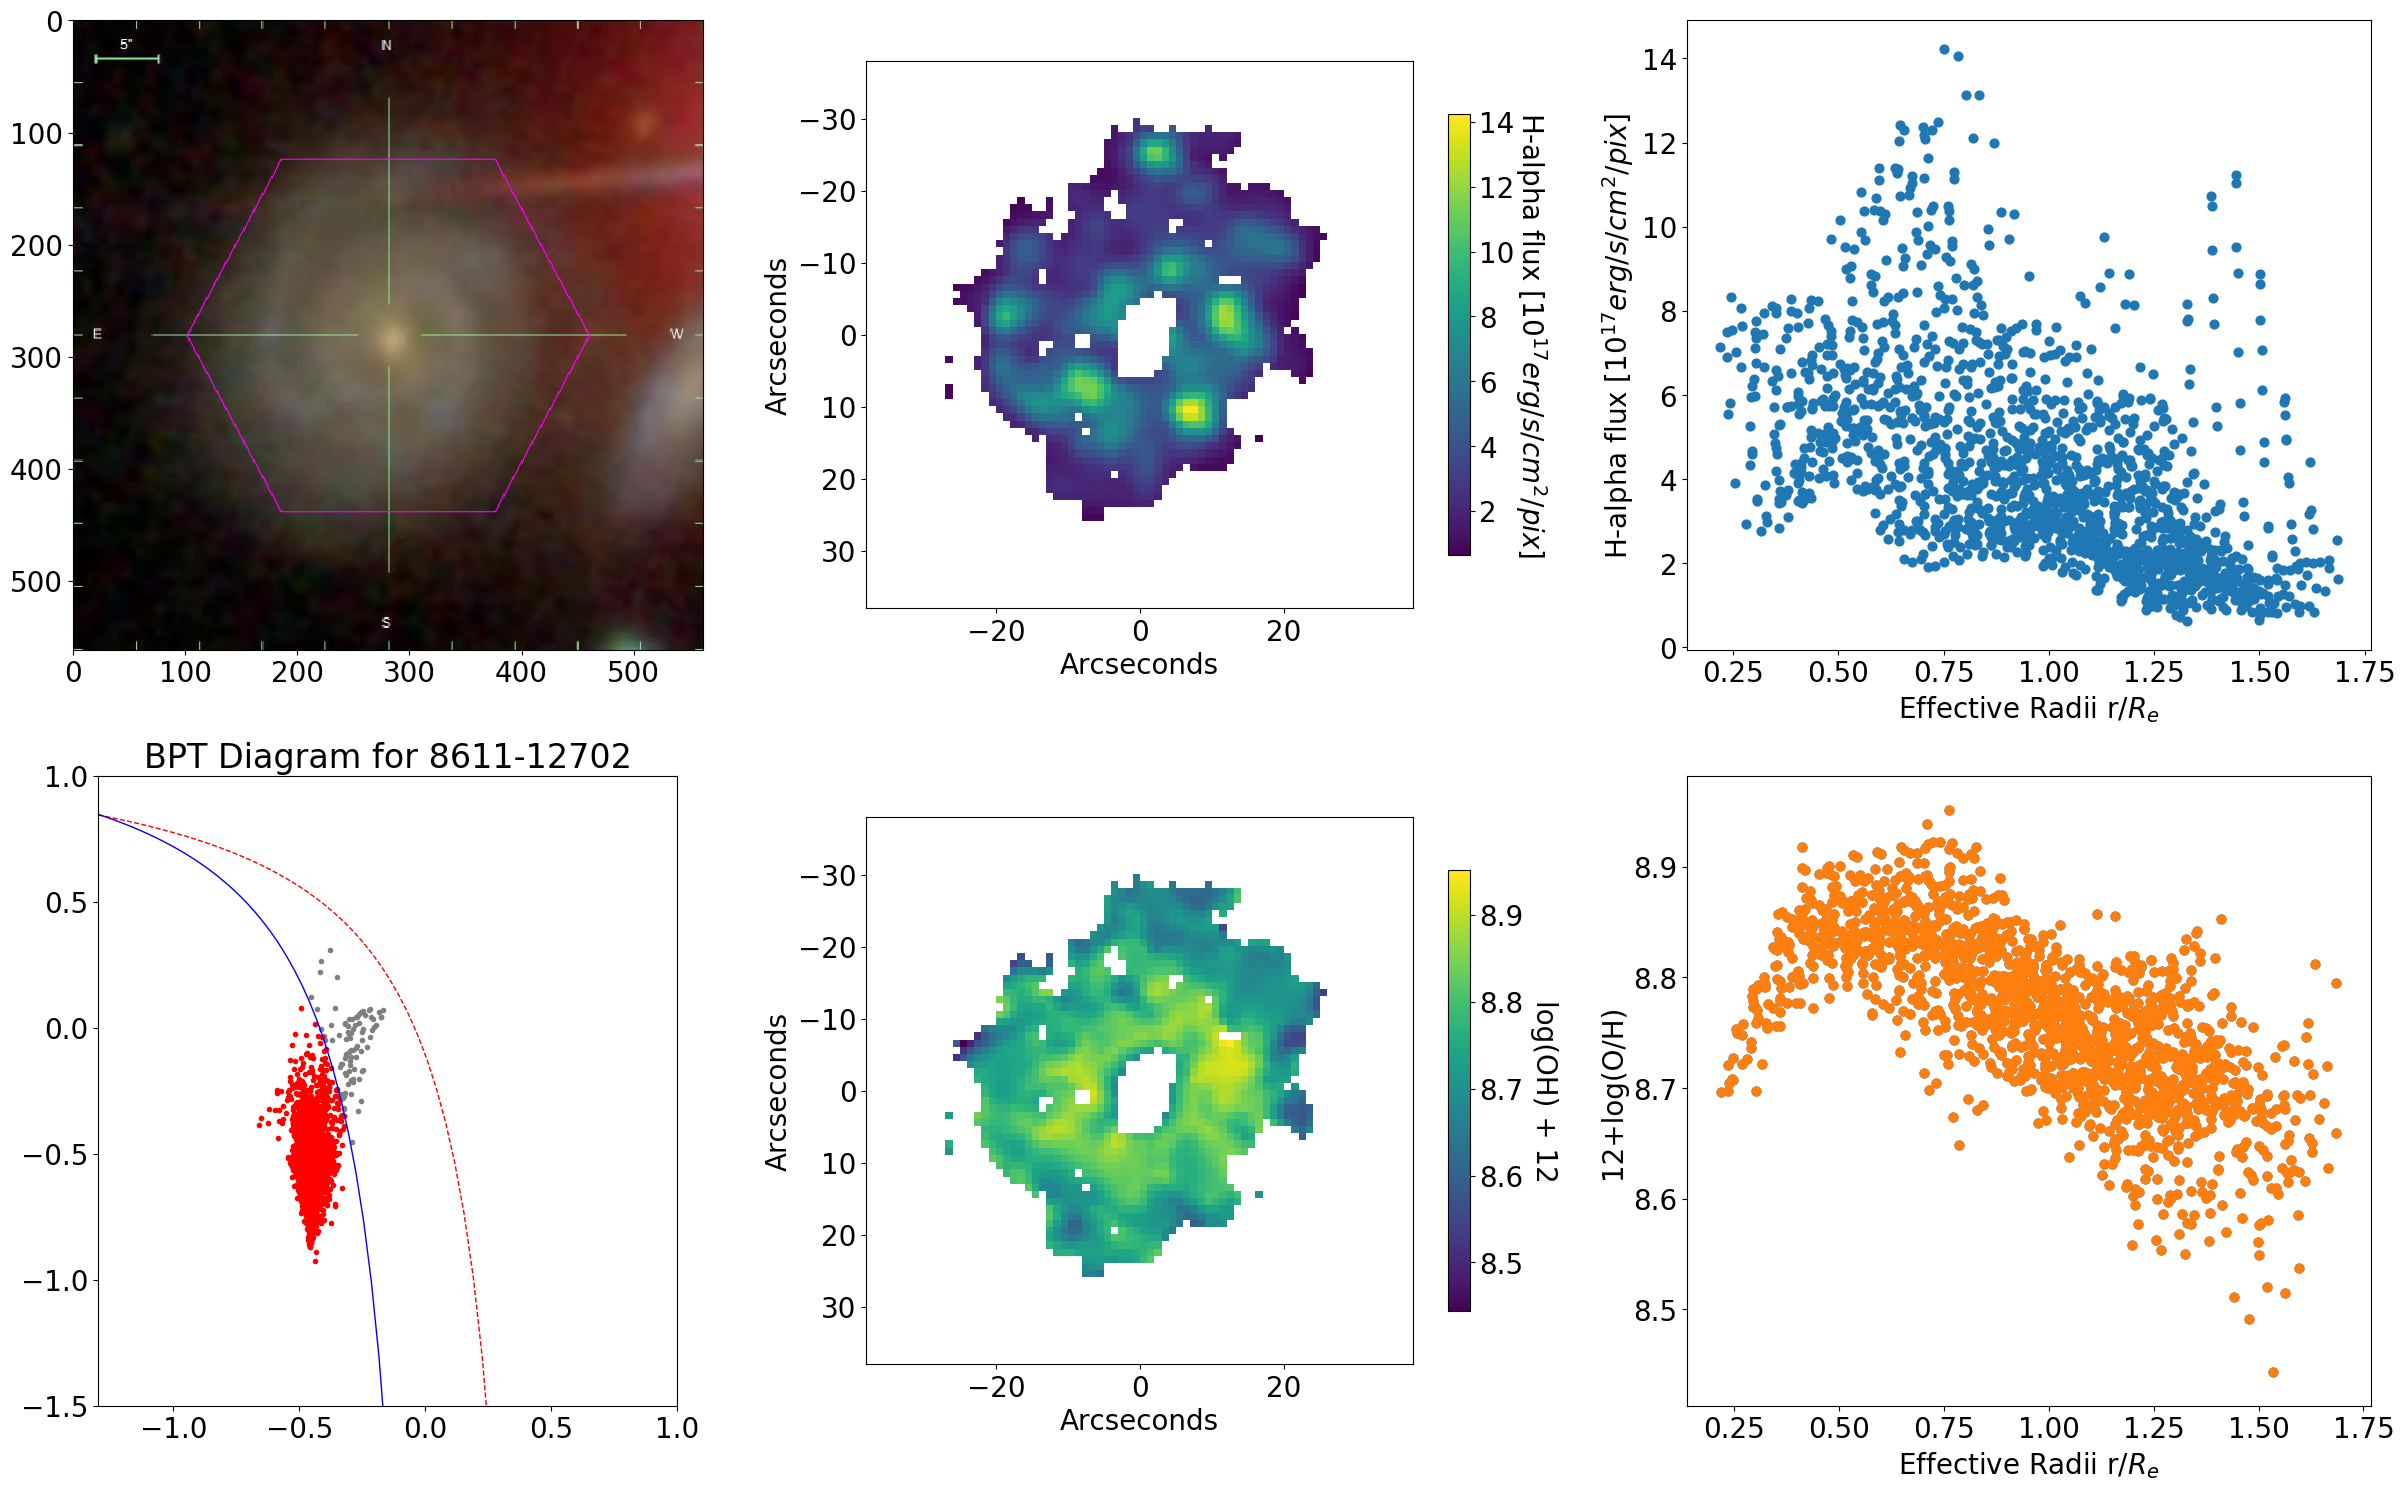 0
100
200
300
400
500
0 100 200 300 400 500
5"
N
E
W
S
−30
−20
−10
0
10
20
30
−20 0 20
Arcseconds
Arcseconds
14
12
10
8
6
4
2
H-alpha flux [10^17 erg/s/cm^2/pix]
14
12
10
8
6
4
2
0
0.25 0.50 0.75 1.00 1.25 1.50 1.75
H-alpha flux [10^17 erg/s/cm^2/pix]
Effective Radii r/R_e
BPT Diagram for 8611-12702
1.0
0.5
0.0
−0.5
−1.0
−1.5
−1.0 −0.5 0.0 0.5 1.0
−30
−20
−10
0
10
20
30
−20 0 20
Arcseconds
Arcseconds
8.9
8.8
8.7
8.6
8.5
log(OH) + 12
8.9
8.8
8.7
8.6
8.5
0.25 0.50 0.75 1.00 1.25 1.50 1.75
12+log(O/H)
Effective Radii r/R_e